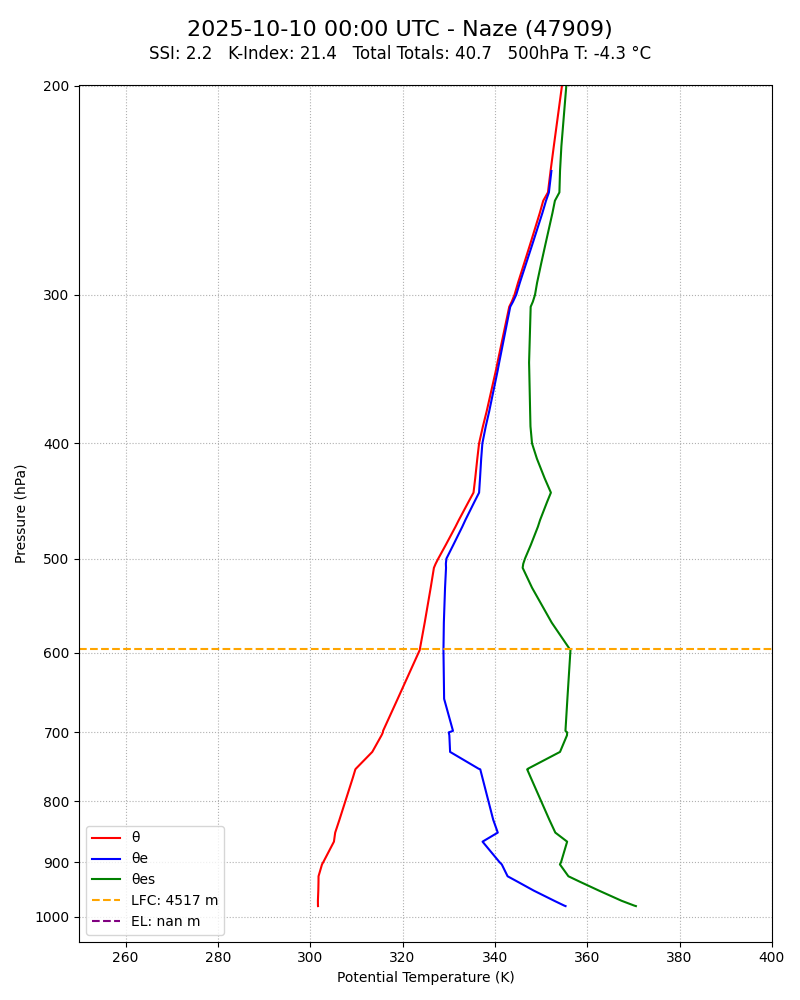 2025-10-10 00:00 UTC - Naze (47909)
SSI: 2.2   K-Index: 21.4   Total Totals: 40.7   500hPa T: -4.3 °C
200
300
400
500
600
700
800
900
1000
Pressure (hPa)
θ
θe
θes
LFC: 4517 m
EL: nan m
260 280 300 320 340 360 380 400
Potential Temperature (K)